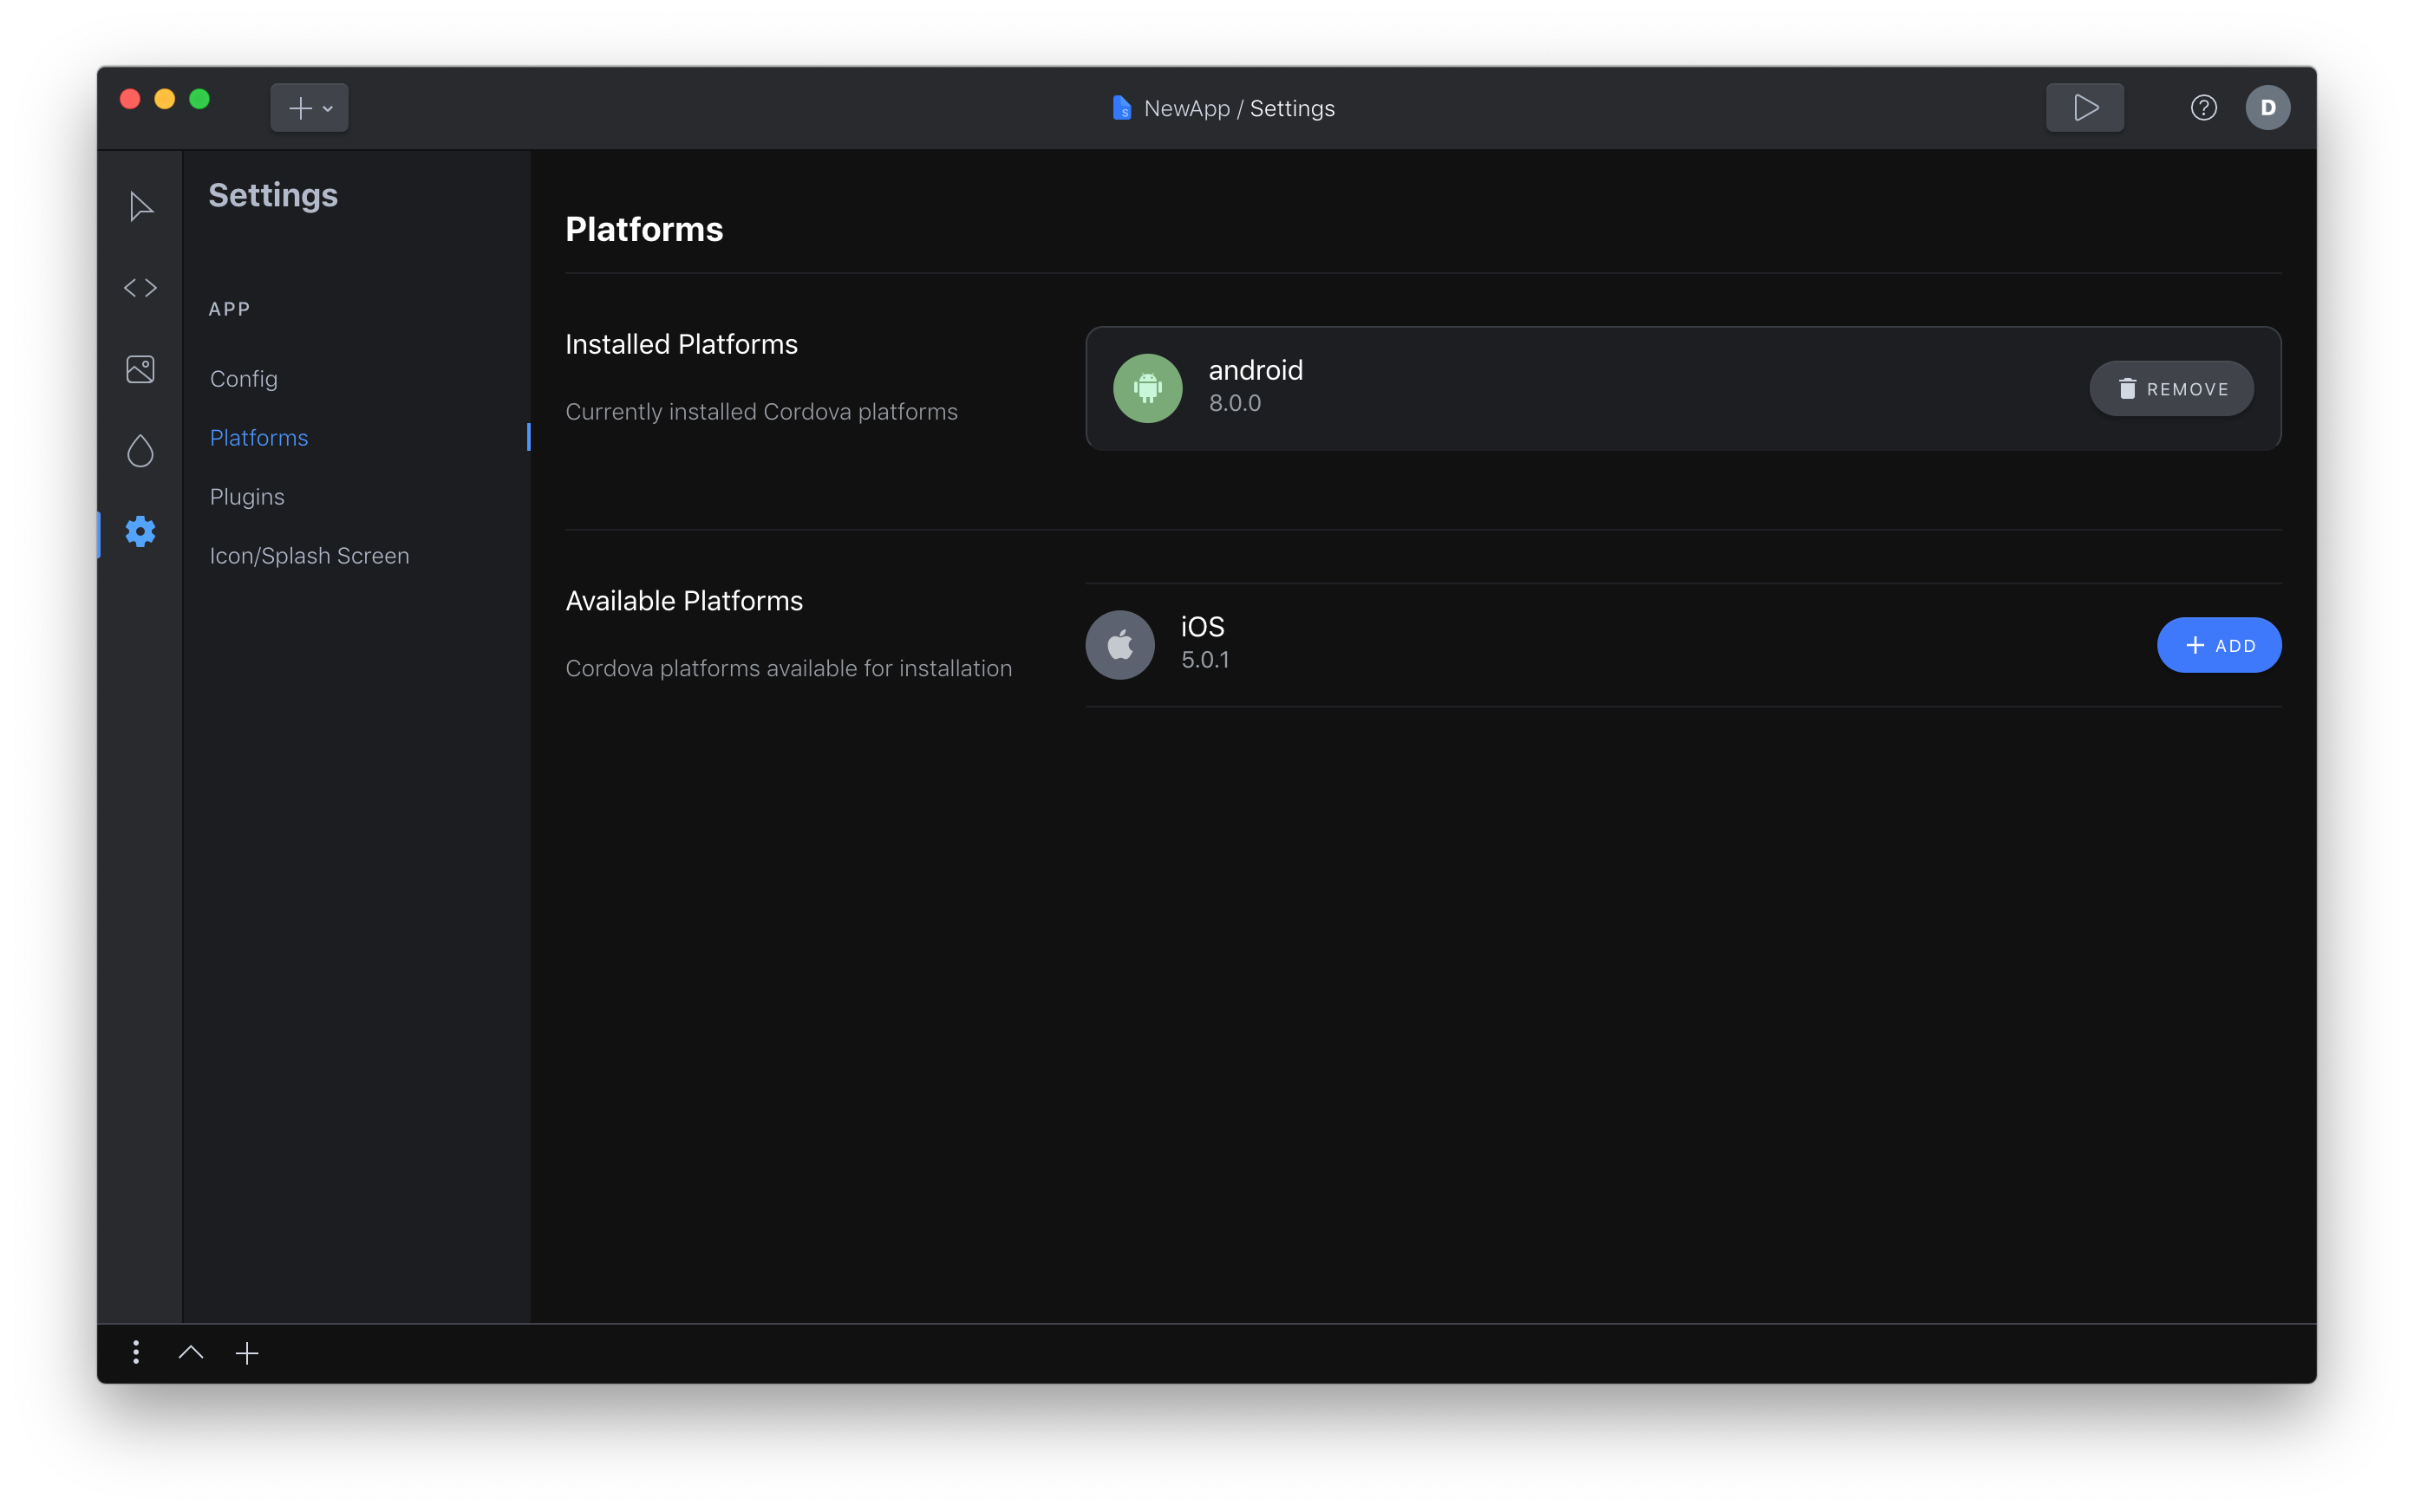 NewApp / Settings
D
Settings
APP
Config
Platforms
Plugins
Icon/Splash Screen
Platforms
Installed Platforms
Currently installed Cordova platforms
android
8.0.0
REMOVE
Available Platforms
Cordova platforms available for installation
iOS
5.0.1
ADD